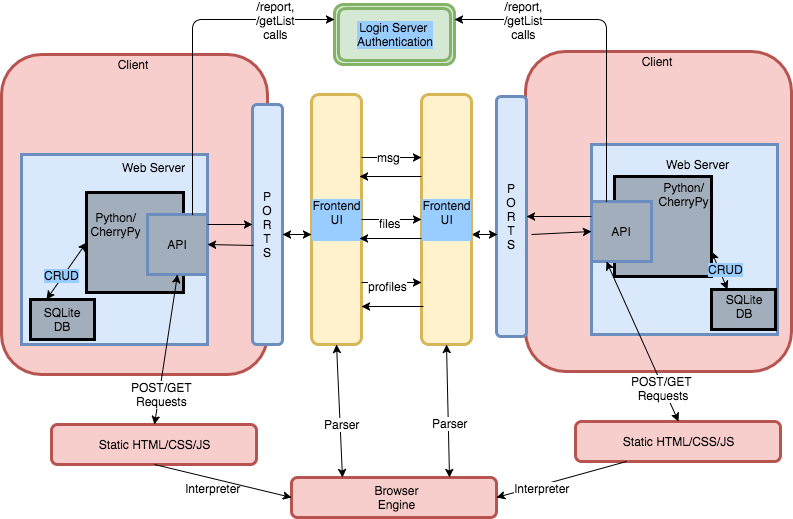 /report,
/getList
calls
/report,
/getList
calls
Login Server
Authentication
Client
Client
Web Server
Web Server
Python/
CherryPy
API
CRUD
SQLite
DB
P
O
R
T
S
Frontend
UI
Frontend
UI
msg
files
profiles
P
O
R
T
S
Python/
CherryPy
API
CRUD
SQLite
DB
POST/GET
Requests
POST/GET
Requests
Parser
Parser
Static HTML/CSS/JS
Static HTML/CSS/JS
Interpreter
Interpreter
Browser
Engine